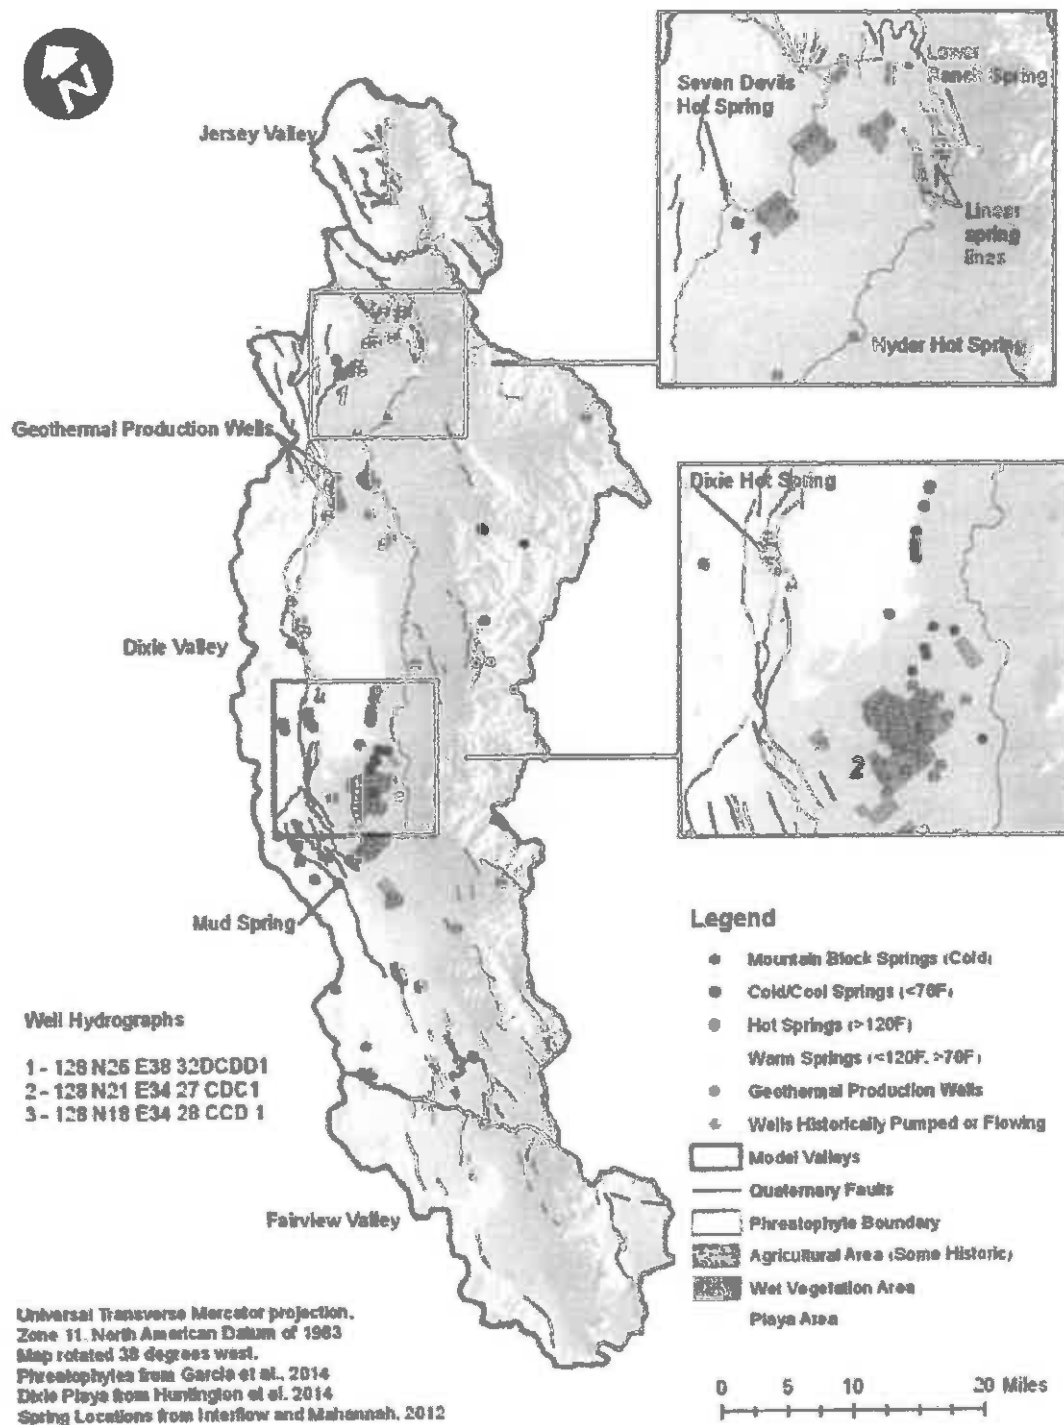 N
Jersey Valley
Seven Devils
Hot Spring
Lower
Ranch Spring
Linear
spring
lines
1
Hyder Hot Spring
1
Geothermal Production Wells
Dixie Hot Spring
Dixie Valley
2
Mud Spring
Well Hydrographs
1 - 128 N25 E38 32DCDD1
2 - 128 N21 E34 27 CDC1
3 - 128 N18 E34 28 CCD 1
Fairview Valley
Legend
Mountain Block Springs (Cold)
Cold/Cool Springs (<70F)
Hot Springs (>120F)
Warm Springs (<120F, >70F)
Geothermal Production Wells
Wells Historically Pumped or Flowing
Model Valleys
Quaternary Faults
Phreatophyte Boundary
Agricultural Area (Some Historic)
Wet Vegetation Area
Playa Area
Universal Transverse Mercator projection,
Zone 11, North American Datum of 1983
Map rotated 38 degrees west.
Phreatophytes from Garcia et al., 2014
Dixie Playa from Huntington et al. 2014
Spring Locations from Interflow and Mahannah, 2012
0 5 10 20 Miles